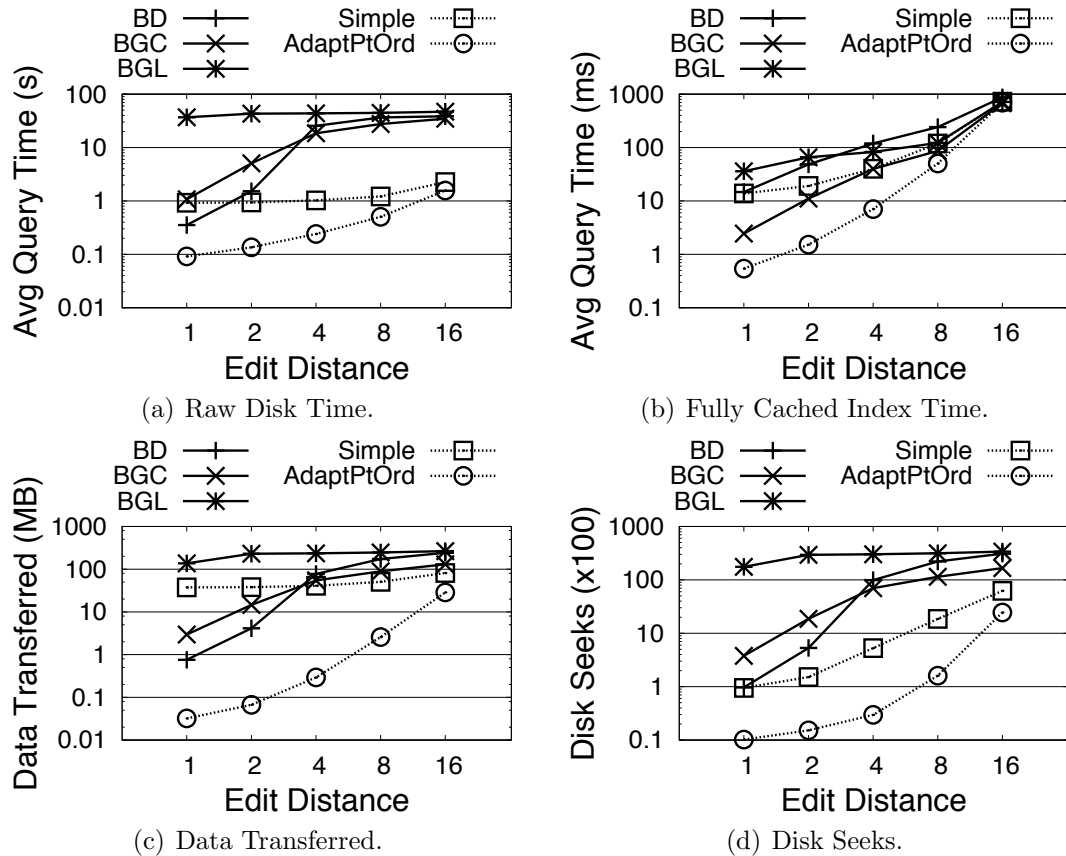 BD
BGC
BGL
Simple
AdaptPtOrd
Avg Query Time (s)
100
10
1
0.1
0.01
1 2 4 8 16
Edit Distance
(a) Raw Disk Time.
BD
BGC
BGL
Simple
AdaptPtOrd
Avg Query Time (ms)
1000
100
10
1
0.1
1 2 4 8 16
Edit Distance
(b) Fully Cached Index Time.
BD
BGC
BGL
Simple
AdaptPtOrd
Data Transferred (MB)
1000
100
10
1
0.1
0.01
1 2 4 8 16
Edit Distance
(c) Data Transferred.
BD
BGC
BGL
Simple
AdaptPtOrd
Disk Seeks (x100)
1000
100
10
1
0.1
1 2 4 8 16
Edit Distance
(d) Disk Seeks.